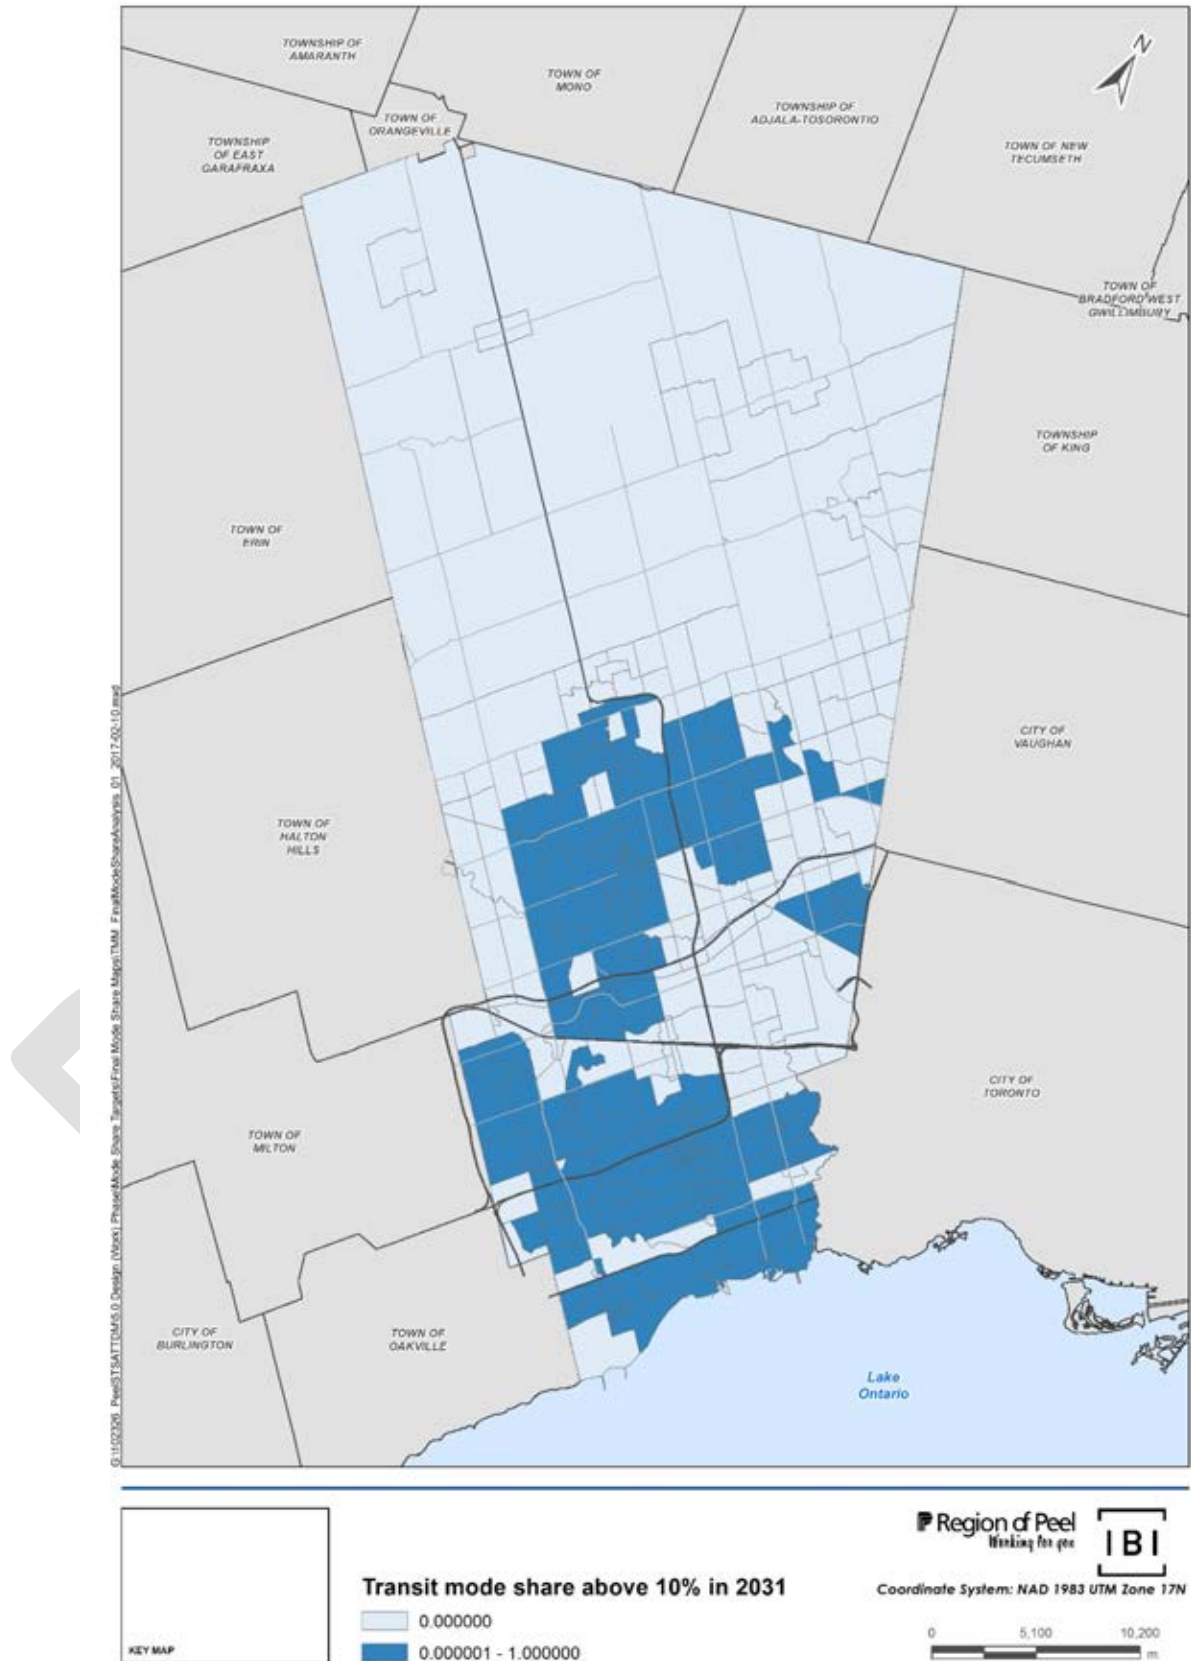 TOWNSHIP OF
AMARANTH
TOWN OF
MONO
N
TOWN OF
ORANGEVILLE
TOWNSHIP OF
ADJALA-TOSORONTIO
TOWNSHIP
OF EAST
GARAFRAXA
TOWN OF NEW
TECUMSETH
TOWN OF
BRADFORD WEST
GWILLIMBURY
TOWNSHIP
OF KING
TOWN OF
ERIN
CITY OF
VAUGHAN
TOWN OF
HALTON
HILLS
CITY OF
TORONTO
TOWN OF
MILTON
CITY OF
BURLINGTON
TOWN OF
OAKVILLE
Lake
Ontario
Region of Peel
Working for you
IBI
Transit mode share above 10% in 2031
0.000000
0.000001 - 1.000000
Coordinate System: NAD 1983 UTM Zone 17N
0 5,100 10,200
m
KEY MAP